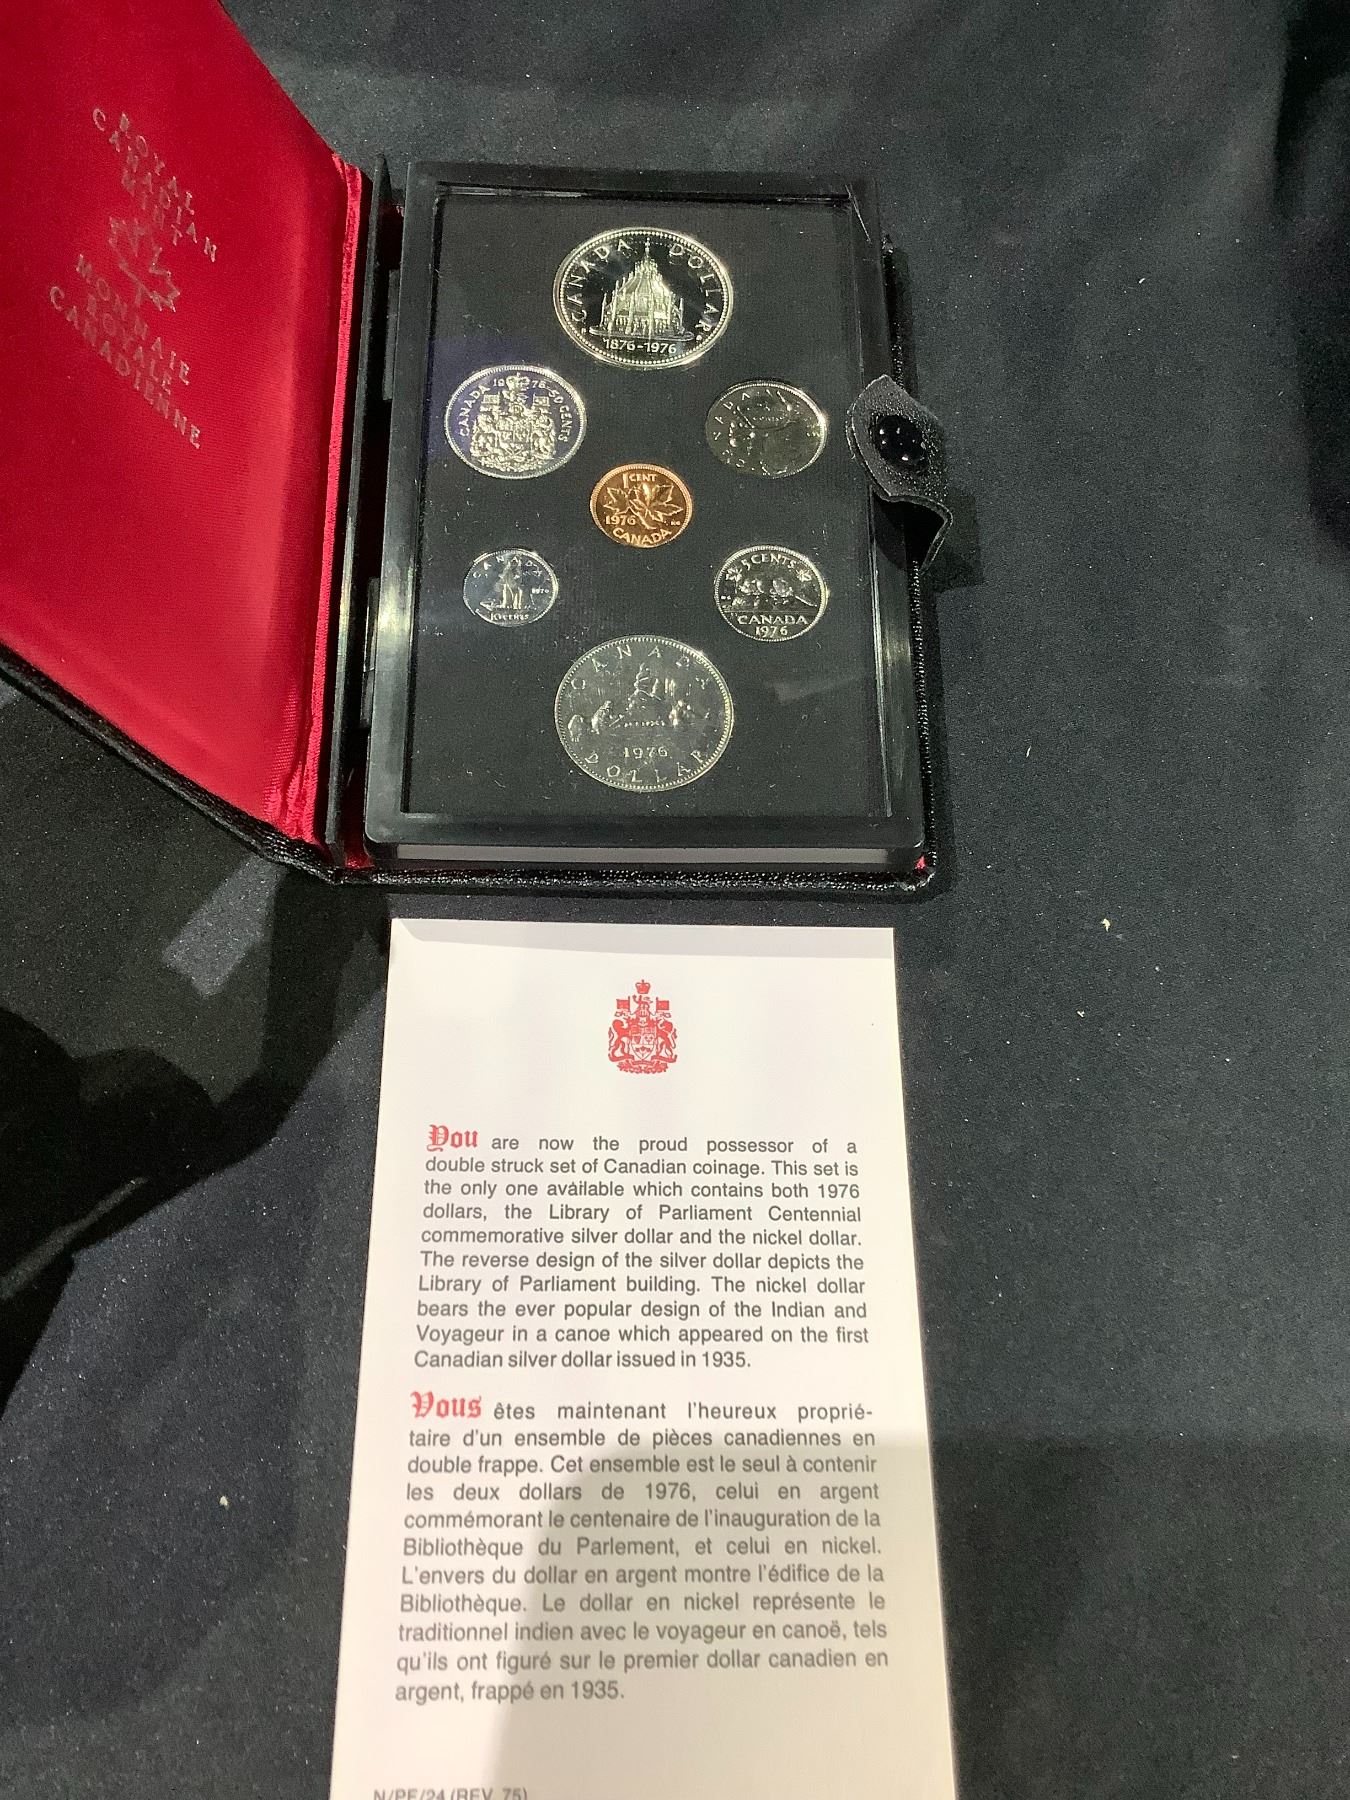 ROYAL
CANADIAN
MINT
MONNAIE
ROYALE
CANADIENNE
CANADA DOLLAR
1876-1976
CANADA 1976 50 CENTS
1 CENT
1976
CANADA
CANADA
1976
10 CENTS
5 CENTS
CANADA
1976
CANADA
1976
DOLLAR
You are now the proud possessor of a
double struck set of Canadian coinage. This set is
the only one available which contains both 1976
dollars, the Library of Parliament Centennial
commemorative silver dollar and the nickel dollar.
The reverse design of the silver dollar depicts the
Library of Parliament building. The nickel dollar
bears the ever popular design of the Indian and
Voyageur in a canoe which appeared on the first
Canadian silver dollar issued in 1935.
Vous êtes maintenant l'heureux proprié-
taire d'un ensemble de pièces canadiennes en
double frappe. Cet ensemble est le seul à contenir
les deux dollars de 1976, celui en argent
commémorant le centenaire de l'inauguration de la
Bibliothèque du Parlement, et celui en nickel.
L'envers du dollar en argent montre l'édifice de la
Bibliothèque. Le dollar en nickel représente le
traditionnel indien avec le voyageur en canoë, tels
qu'ils ont figuré sur le premier dollar canadien en
argent, frappé en 1935.
N/PE/24 (REV. 75)